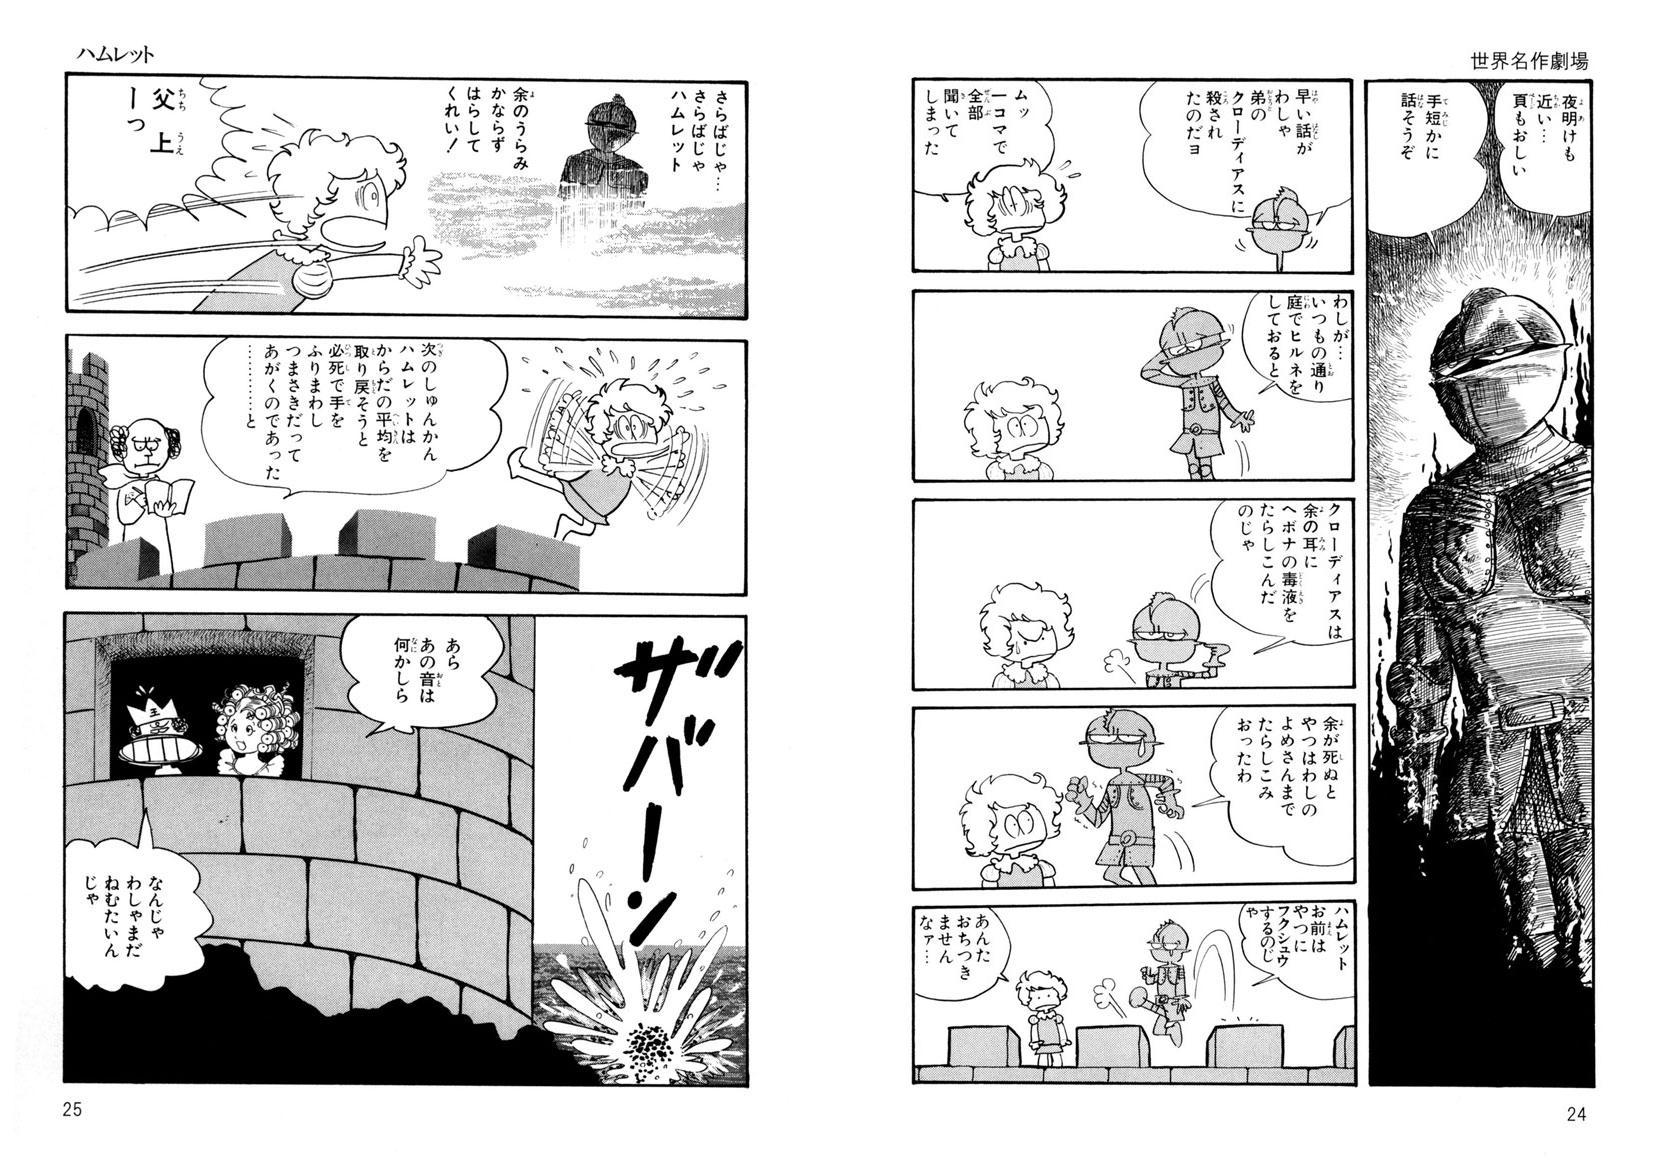 世界名作劇場
夜明けも
近い…
頁もおしい
手短かに
話そうぞ
早い話が
わしゃ
弟の
クローディアスに
殺され
たのだヨ
ムッ
一コマで
全部
聞いて
しまった
わしが…
いつもの通り
庭でヒルネを
しておると
クローディアスは
余の耳に
ヘボナの毒液を
たらしこんだ
のじゃ
余が死ぬと
やつはわしの
よめさんまで
たらしこみ
おったわ
ハムレット
お前は
やつに
フクシュウ
するのじ
ゃ
あんた
おちつき
ません
なァ…
24
ハムレット
さらばじゃ…
さらばじゃ
ハムレット
余のうらみ
かならず
はらして
くれい！
父上
ーっ
次のしゅんかん
ハムレットは
からだの平均を
取り戻そうと
必死で手を
ふりまわし
つまさきだって
あがくのであった
…………と
ザバーン
あら
あの音は
何かしら
王
なんじゃ
わしゃまだ
ねむたいん
じゃ
25